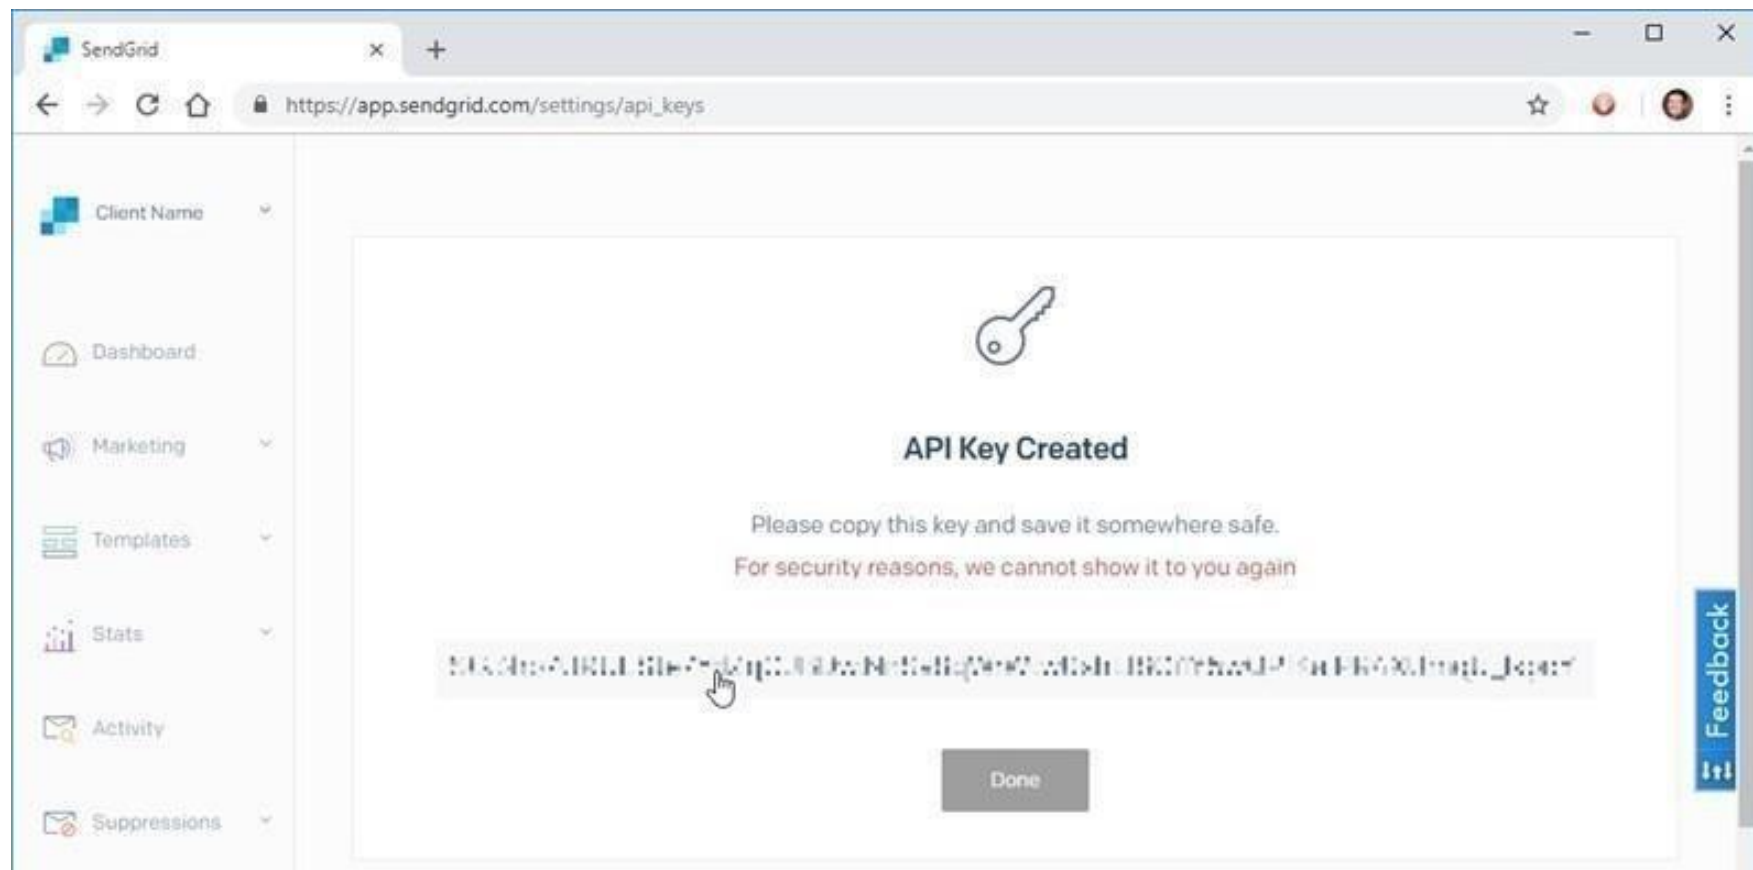 SendGrid
https://app.sendgrid.com/settings/api_keys
Client Name
Dashboard
Marketing
Templates
Stats
Activity
Suppressions
API Key Created
Please copy this key and save it somewhere safe.
For security reasons, we cannot show it to you again
Done
Feedback